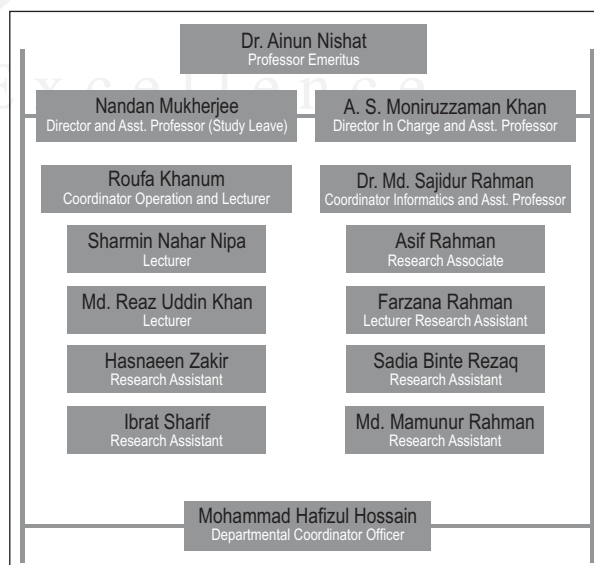 Dr. Ainun Nishat
Professor Emeritus
Excellence
Nandan Mukherjee
Director and Asst. Professor (Study Leave)
A. S. Moniruzzaman Khan
Director In Charge and Asst. Professor
Roufa Khanum
Coordinator Operation and Lecturer
Dr. Md. Sajidur Rahman
Coordinator Informatics and Asst. Professor
Sharmin Nahar Nipa
Lecturer
Asif Rahman
Research Associate
Md. Reaz Uddin Khan
Lecturer
Farzana Rahman
Lecturer Research Assistant
Hasnaeen Zakir
Research Assistant
Sadia Binte Rezaq
Research Assistant
Ibrat Sharif
Research Assistant
Md. Mamunur Rahman
Research Assistant
Mohammad Hafizul Hossain
Departmental Coordinator Officer